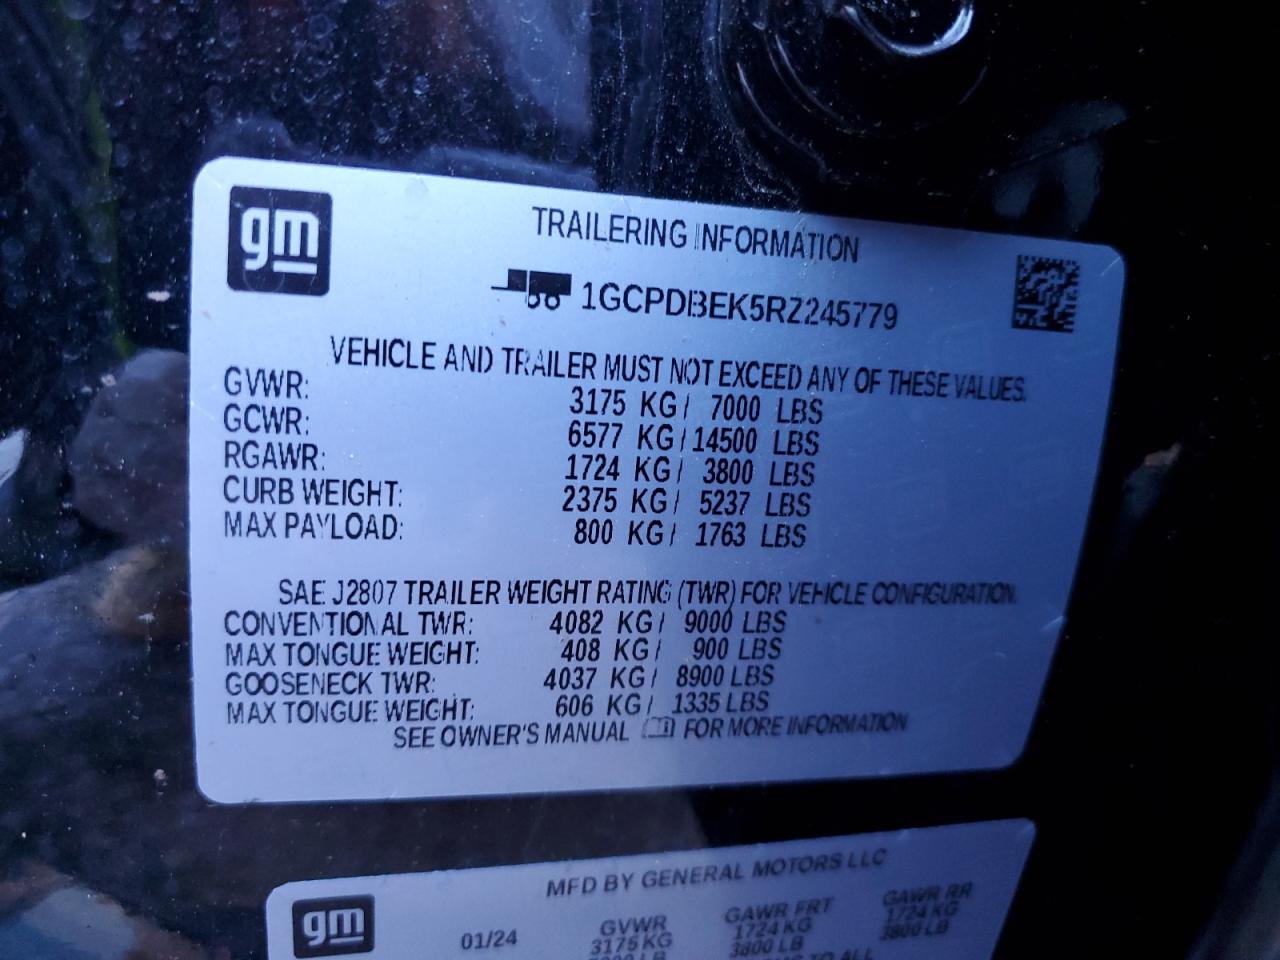 gm
TRAILERING INFORMATION
1GCPDBEK5RZ245779
VEHICLE AND TRAILER MUST NOT EXCEED ANY OF THESE VALUES.
GVWR: 3175 KG/ 7000 LBS
GCWR: 6577 KG/14500 LBS
RGAWR: 1724 KG/ 3800 LBS
CURB WEIGHT: 2375 KG/ 5237 LBS
MAX PAYLOAD: 800 KG/ 1763 LBS
SAE J2807 TRAILER WEIGHT RATING (TWR) FOR VEHICLE CONFIGURATION.
CONVENTIONAL TWR: 4082 KG/ 9000 LBS
MAX TONGUE WEIGHT: 408 KG/ 900 LBS
GOOSENECK TWR: 4037 KG/ 8900 LBS
MAX TONGUE WEIGHT: 606 KG/ 1335 LBS
SEE OWNER'S MANUAL FOR MORE INFORMATION
MFD BY GENERAL MOTORS LLC
gm
01/24 GVWR GAWR FRT GAWR RR
3175 KG 1724 KG 1724 KG
3800 LB 3800 LB
TO ALL